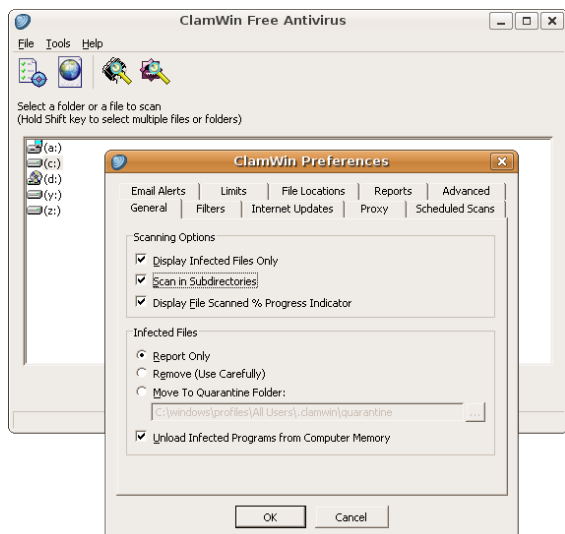 ClamWin Free Antivirus
File Tools Help
Select a folder or a file to scan
(Hold Shift key to select multiple files or folders)
(a:)
(c:)
(d:)
(y:)
(z:)
ClamWin Preferences
Email Alerts Limits File Locations Reports Advanced
General Filters Internet Updates Proxy Scheduled Scans
Scanning Options
Display Infected Files Only
Scan in Subdirectories
Display File Scanned % Progress Indicator
Infected Files
Report Only
Remove (Use Carefully)
Move To Quarantine Folder:
C:\windows\profiles\All Users\.clamwin\quarantine ...
Unload Infected Programs from Computer Memory
OK Cancel